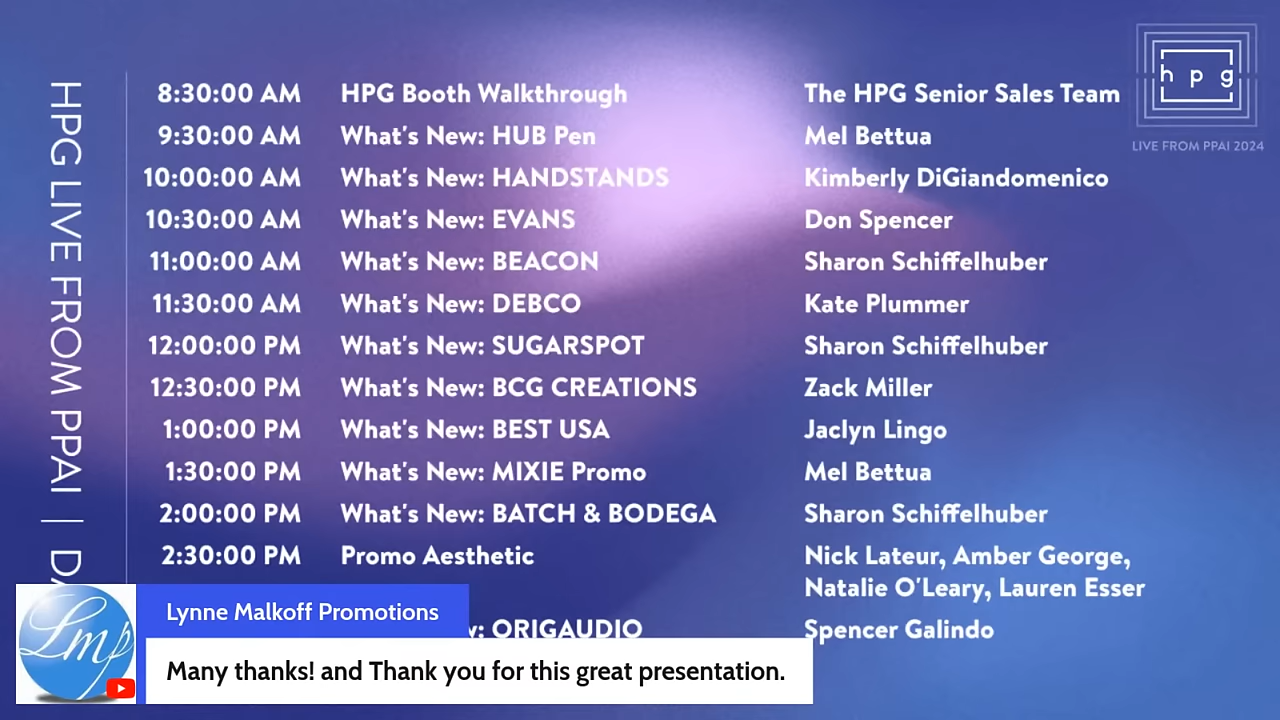 HPG LIVE FROM PPAI |
8:30:00 AM HPG Booth Walkthrough The HPG Senior Sales Team
9:30:00 AM What's New: HUB Pen Mel Bettua
10:00:00 AM What's New: HANDSTANDS Kimberly DiGiandomenico
10:30:00 AM What's New: EVANS Don Spencer
11:00:00 AM What's New: BEACON Sharon Schiffelhuber
11:30:00 AM What's New: DEBCO Kate Plummer
12:00:00 PM What's New: SUGARSPOT Sharon Schiffelhuber
12:30:00 PM What's New: BCG CREATIONS Zack Miller
1:00:00 PM What's New: BEST USA Jaclyn Lingo
1:30:00 PM What's New: MIXIE Promo Mel Bettua
2:00:00 PM What's New: BATCH & BODEGA Sharon Schiffelhuber
2:30:00 PM Promo Aesthetic Nick Lateur, Amber George,
Natalie O'Leary, Lauren Esser
ORIGAUDIO Spencer Galindo
hpg
LIVE FROM PPAI 2024
Lmp
Lynne Malkoff Promotions
Many thanks! and Thank you for this great presentation.